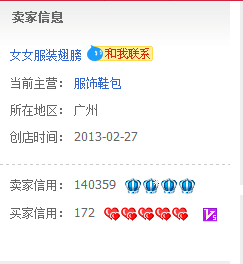 卖家信息
女女服装翅膀 和我联系
当前主营： 服饰鞋包
所在地区： 广州
创店时间： 2013-02-27
卖家信用： 140359
买家信用： 172